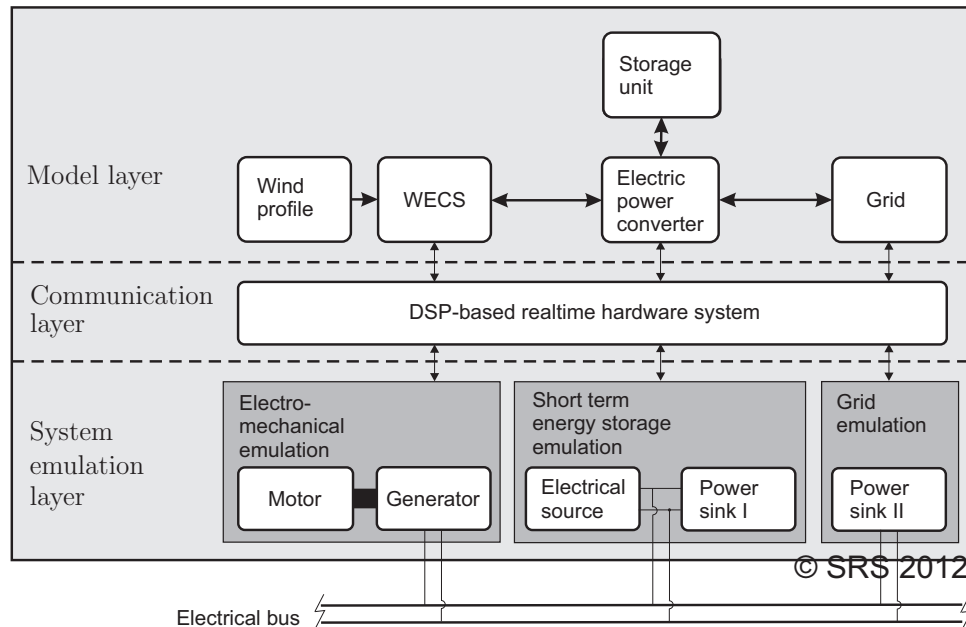 Storage
unit
Model layer
Wind
profile
WECS
Electric
power
converter
Grid
Communication
layer
DSP-based realtime hardware system
System
emulation
layer
Electro-
mechanical
emulation
Motor
Generator
Short term
energy storage
emulation
Electrical
source
Power
sink I
Grid
emulation
Power
sink II
© SRS 2012
Electrical bus